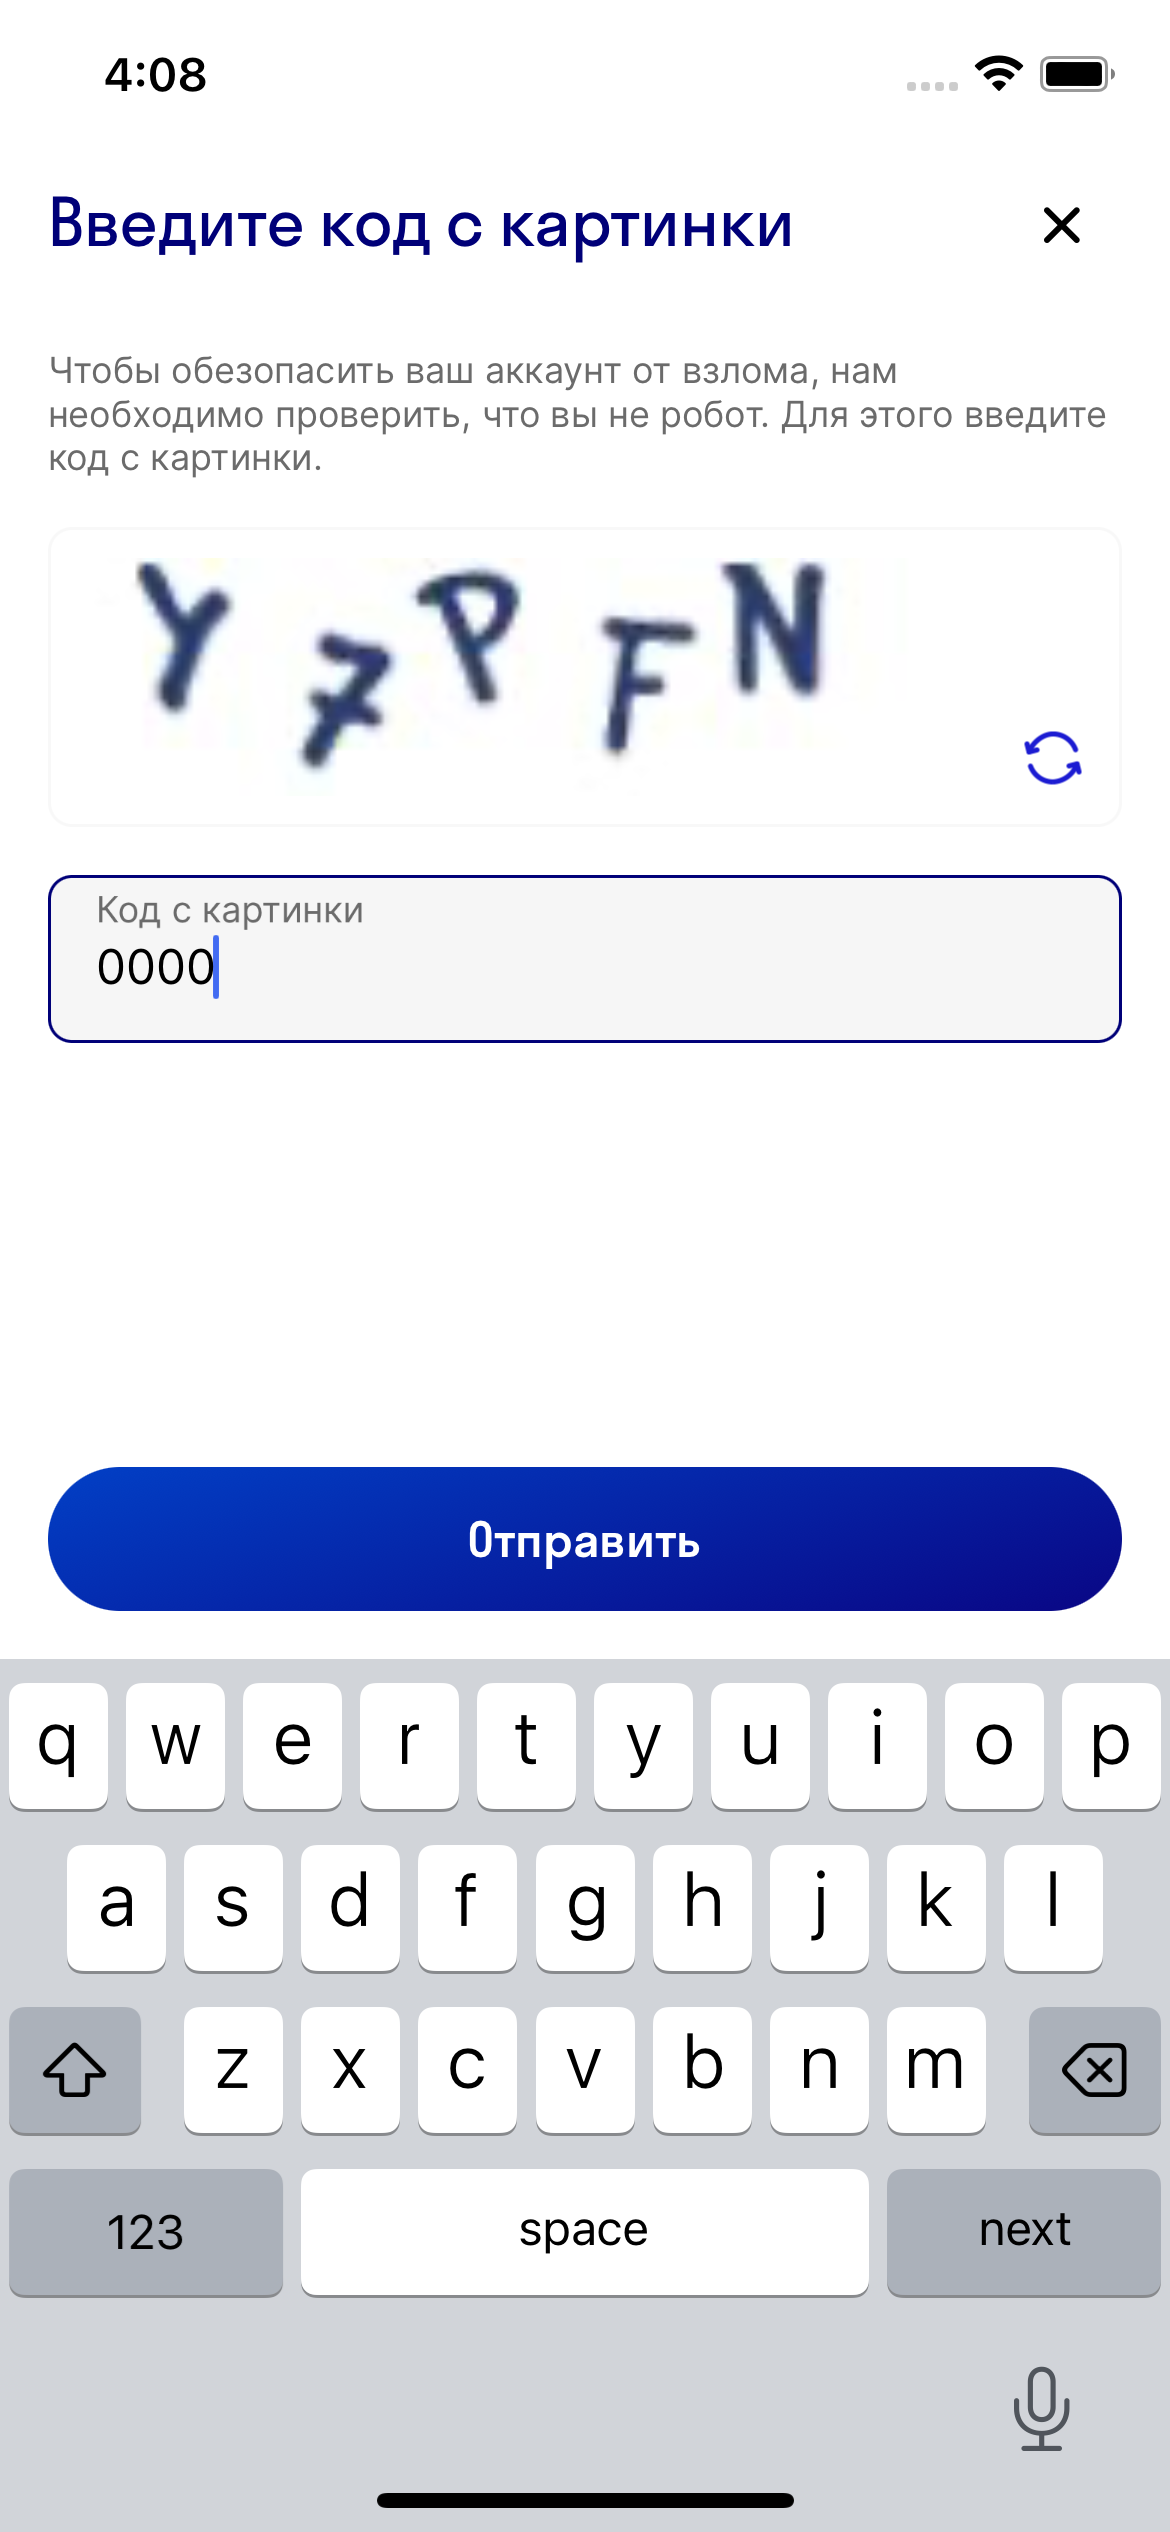 4:08
Введите код с картинки
Чтобы обезопасить ваш аккаунт от взлома, нам
необходимо проверить, что вы не робот. Для этого введите
код с картинки.
Y7PFN
Код с картинки
0000
Отправить
q w e r t y u i o p
a s d f g h j k l
z x c v b n m
123 space next